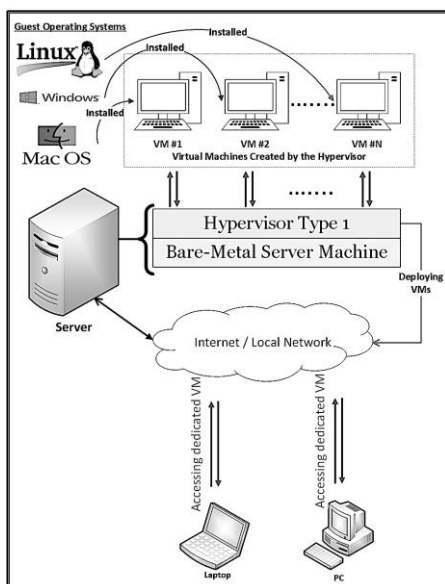 Guest Operating Systems
Linux
Installed
Installed
Windows
Installed
Mac OS
VM #1
VM #2
VM #N
Virtual Machines Created by the Hypervisor
Hypervisor Type 1
Bare-Metal Server Machine
Deploying
VMs
Server
Internet / Local Network
Accessing dedicated VM
Accessing dedicated VM
Laptop
PC